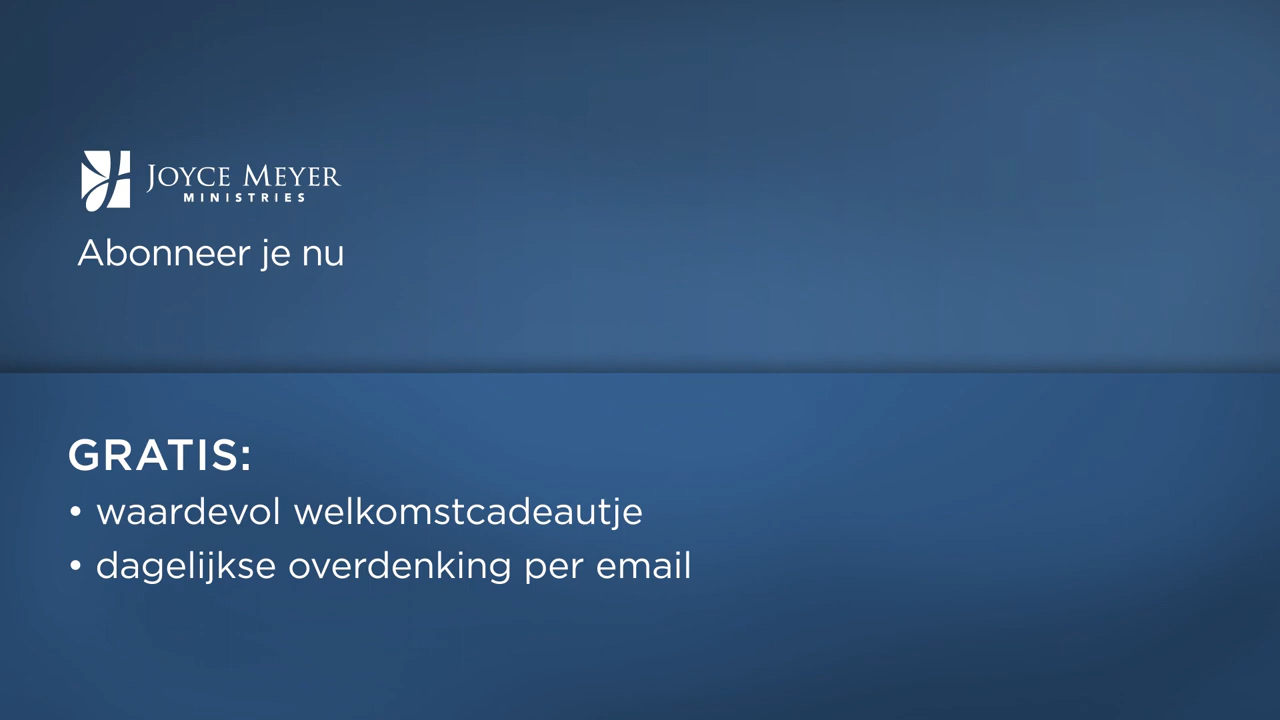 JOYCE MEYER
MINISTRIES
Abonneer je nu
GRATIS:
• waardevol welkomstcadeautje
• dagelijkse overdenking per email